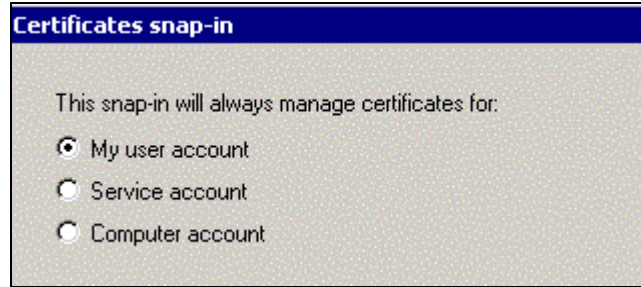 Certificates snap-in
This snap-in will always manage certificates for:
My user account
Service account
Computer account